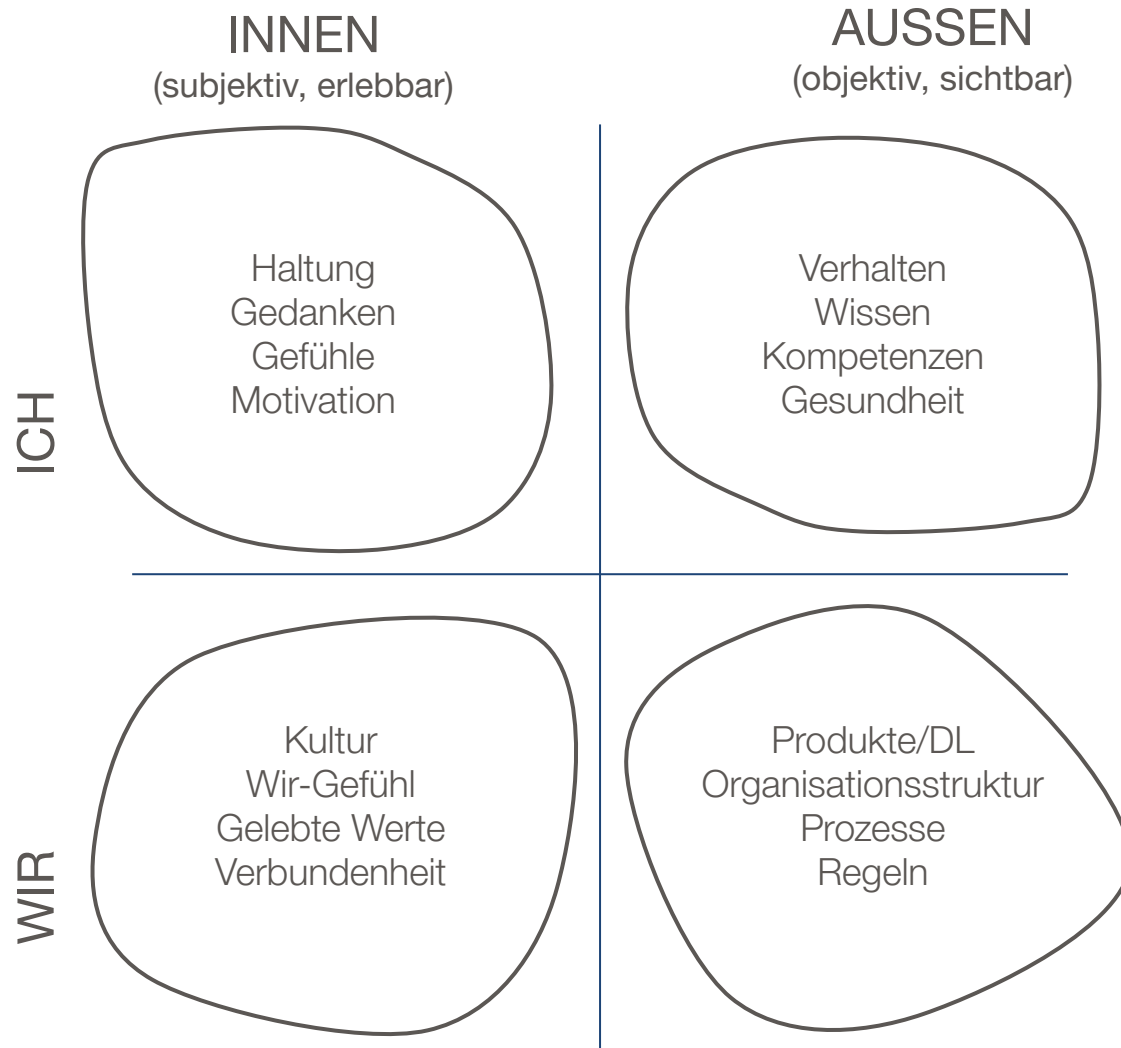 INNEN
(subjektiv, erlebbar)
AUSSEN
(objektiv, sichtbar)
ICH
Haltung
Gedanken
Gefühle
Motivation
Verhalten
Wissen
Kompetenzen
Gesundheit
WIR
Kultur
Wir-Gefühl
Gelebte Werte
Verbundenheit
Produkte/DL
Organisationsstruktur
Prozesse
Regeln